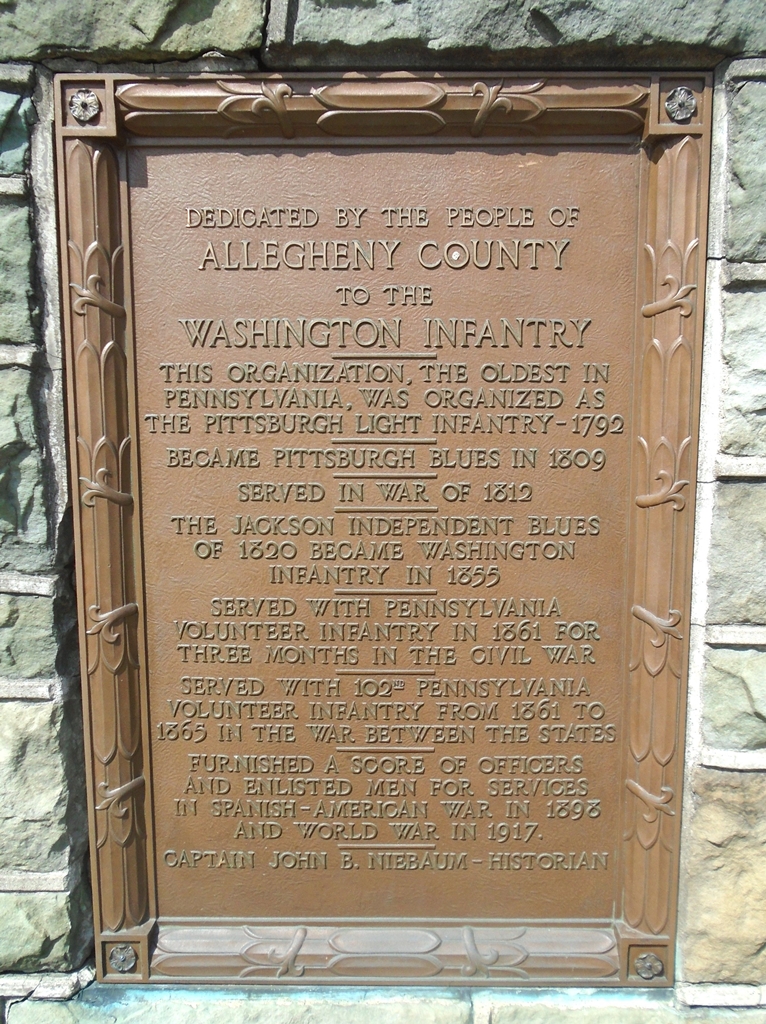 DEDICATED BY THE PEOPLE OF
ALLEGHENY COUNTY
TO THE
WASHINGTON INFANTRY
THIS ORGANIZATION, THE OLDEST IN
PENNSYLVANIA, WAS ORGANIZED AS
THE PITTSBURGH LIGHT INFANTRY-1792
BECAME PITTSBURGH BLUES IN 1809
SERVED IN WAR OF 1812
THE JACKSON INDEPENDENT BLUES
OF 1820 BECAME WASHINGTON
INFANTRY IN 1855
SERVED WITH PENNSYLVANIA
VOLUNTEER INFANTRY IN 1861 FOR
THREE MONTHS IN THE CIVIL WAR
SERVED WITH 102ND PENNSYLVANIA
VOLUNTEER INFANTRY FROM 1861 TO
1865 IN THE WAR BETWEEN THE STATES
FURNISHED A SCORE OF OFFICERS
AND ENLISTED MEN FOR SERVICES
IN SPANISH-AMERICAN WAR IN 1898
AND WORLD WAR IN 1917.
CAPTAIN JOHN B. NIEBAUM-HISTORIAN